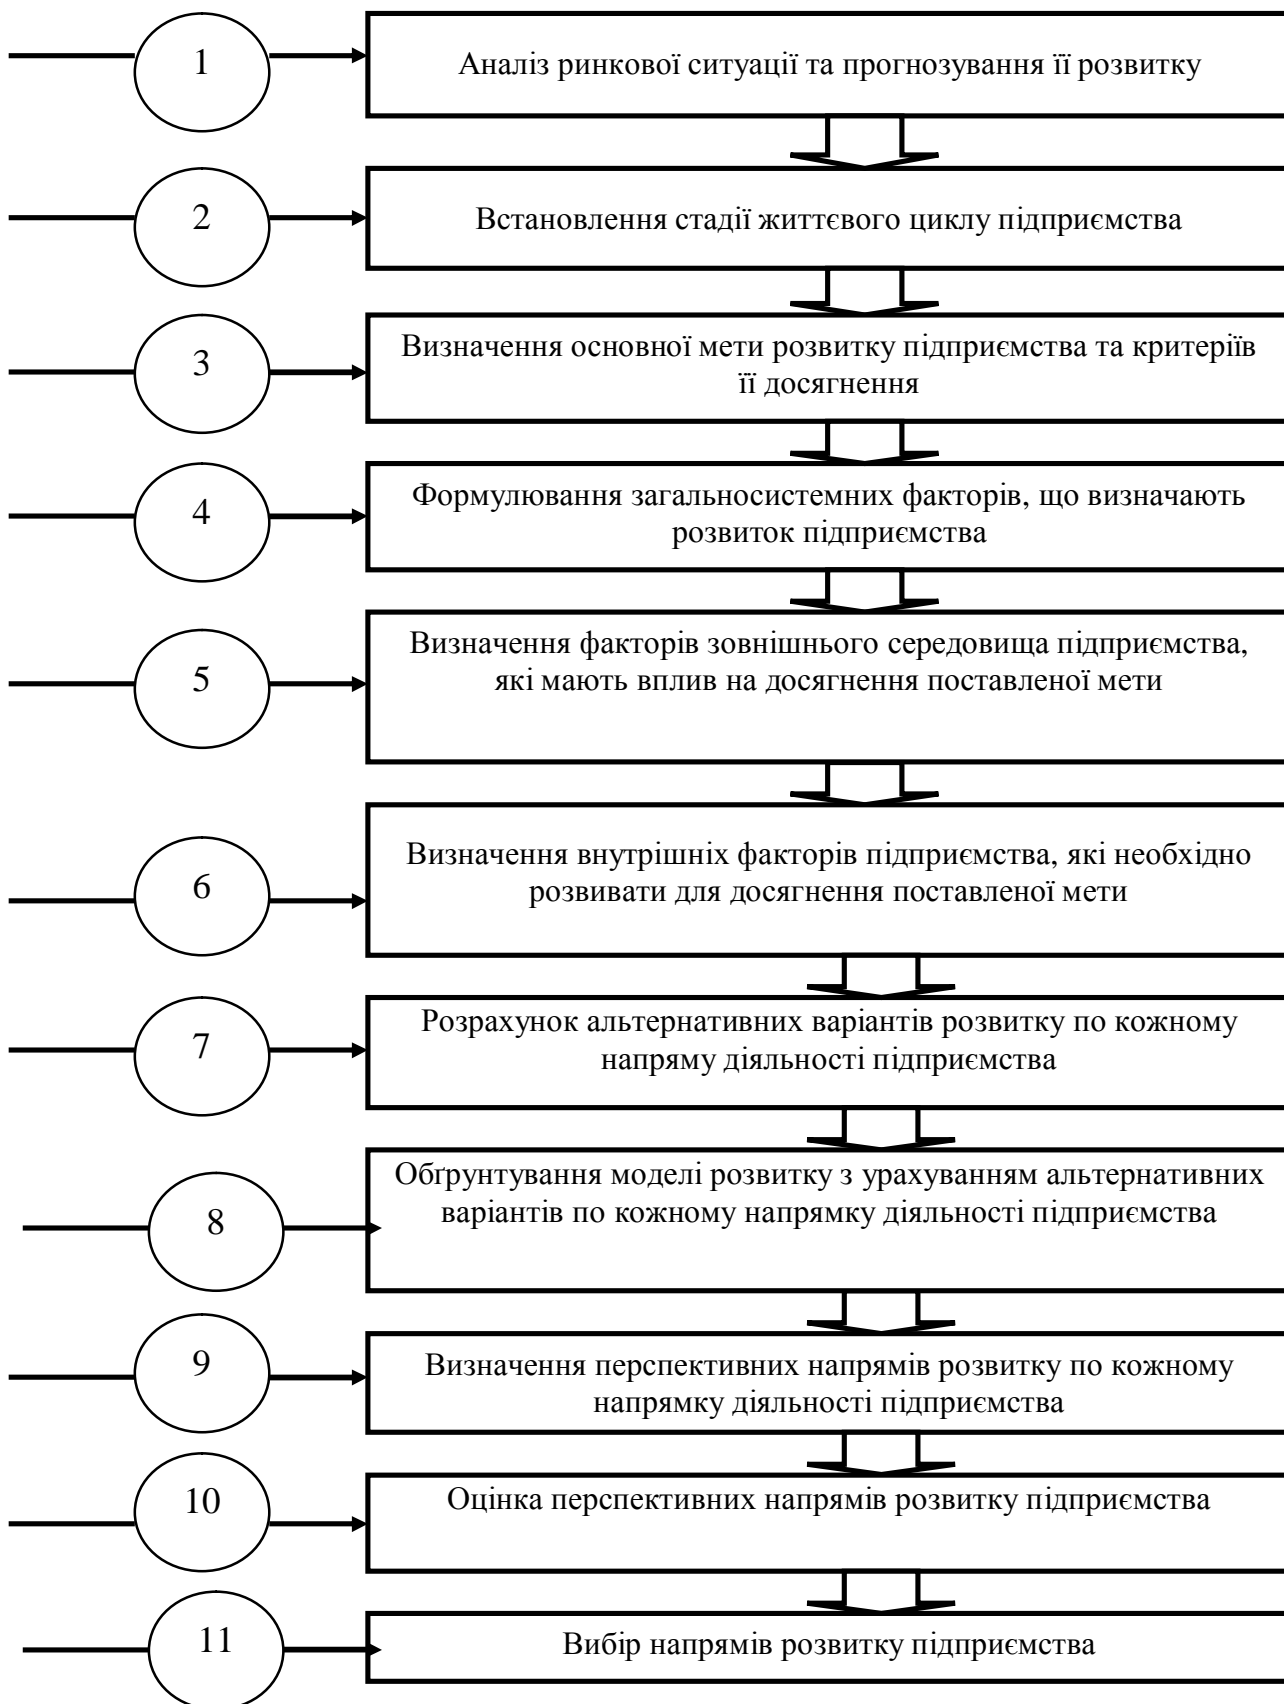 1
Аналіз ринкової ситуації та прогнозування її розвитку
2
Встановлення стадії життєвого циклу підприємства
3
Визначення основної мети розвитку підприємства та критеріїв
її досягнення
4
Формулювання загальносистемних факторів, що визначають
розвиток підприємства
5
Визначення факторів зовнішнього середовища підприємства,
які мають вплив на досягнення поставленої мети
6
Визначення внутрішніх факторів підприємства, які необхідно
розвивати для досягнення поставленої мети
7
Розрахунок альтернативних варіантів розвитку по кожному
напряму діяльності підприємства
8
Обґрунтування моделі розвитку з урахуванням альтернативних
варіантів по кожному напрямку діяльності підприємства
9
Визначення перспективних напрямів розвитку по кожному
напрямку діяльності підприємства
10
Оцінка перспективних напрямів розвитку підприємства
11
Вибір напрямів розвитку підприємства